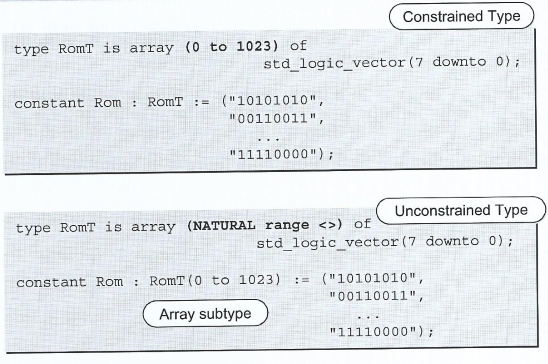 Constrained Type
type RomT is array (0 to 1023) of
std_logic_vector(7 downto 0);
constant Rom : RomT := ("10101010",
"00110011",
...
"11110000");
Unconstrained Type
type RomT is array (NATURAL range <>) of
std_logic_vector(7 downto 0);
constant Rom : RomT(0 to 1023) := ("10101010",
"00110011",
Array subtype
...
"11110000");